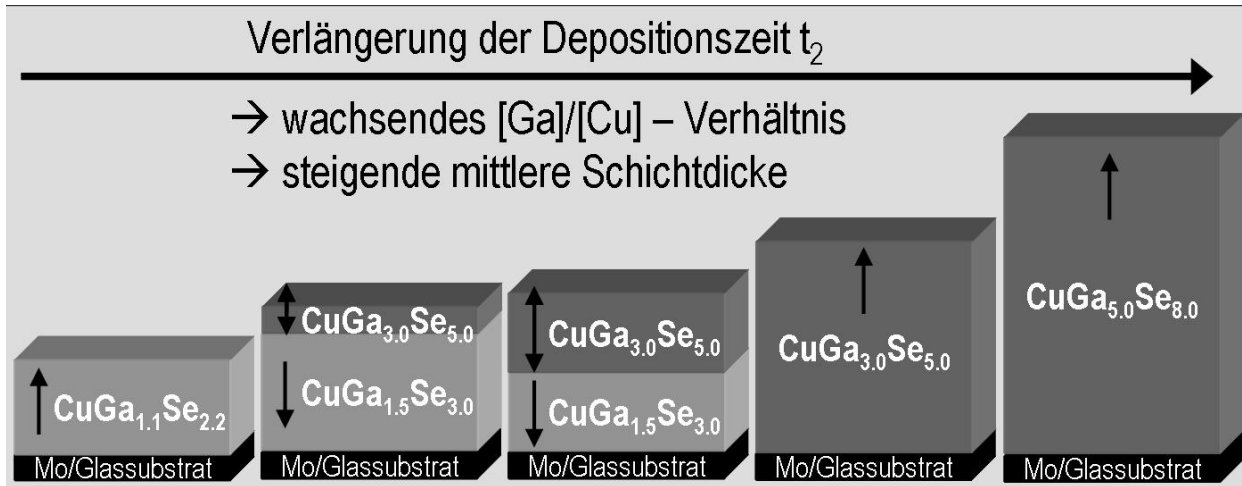 Verlängerung der Depositionszeit t₂
→ wachsendes [Ga]/[Cu] – Verhältnis
→ steigende mittlere Schichtdicke
CuGa₁.₁Se₂.₂
Mo/Glassubstrat
CuGa₃.₀Se₅.₀
CuGa₁.₅Se₃.₀
Mo/Glassubstrat
CuGa₃.₀Se₅.₀
CuGa₁.₅Se₃.₀
Mo/Glassubstrat
CuGa₃.₀Se₅.₀
Mo/Glassubstrat
CuGa₅.₀Se₈.₀
Mo/Glassubstrat